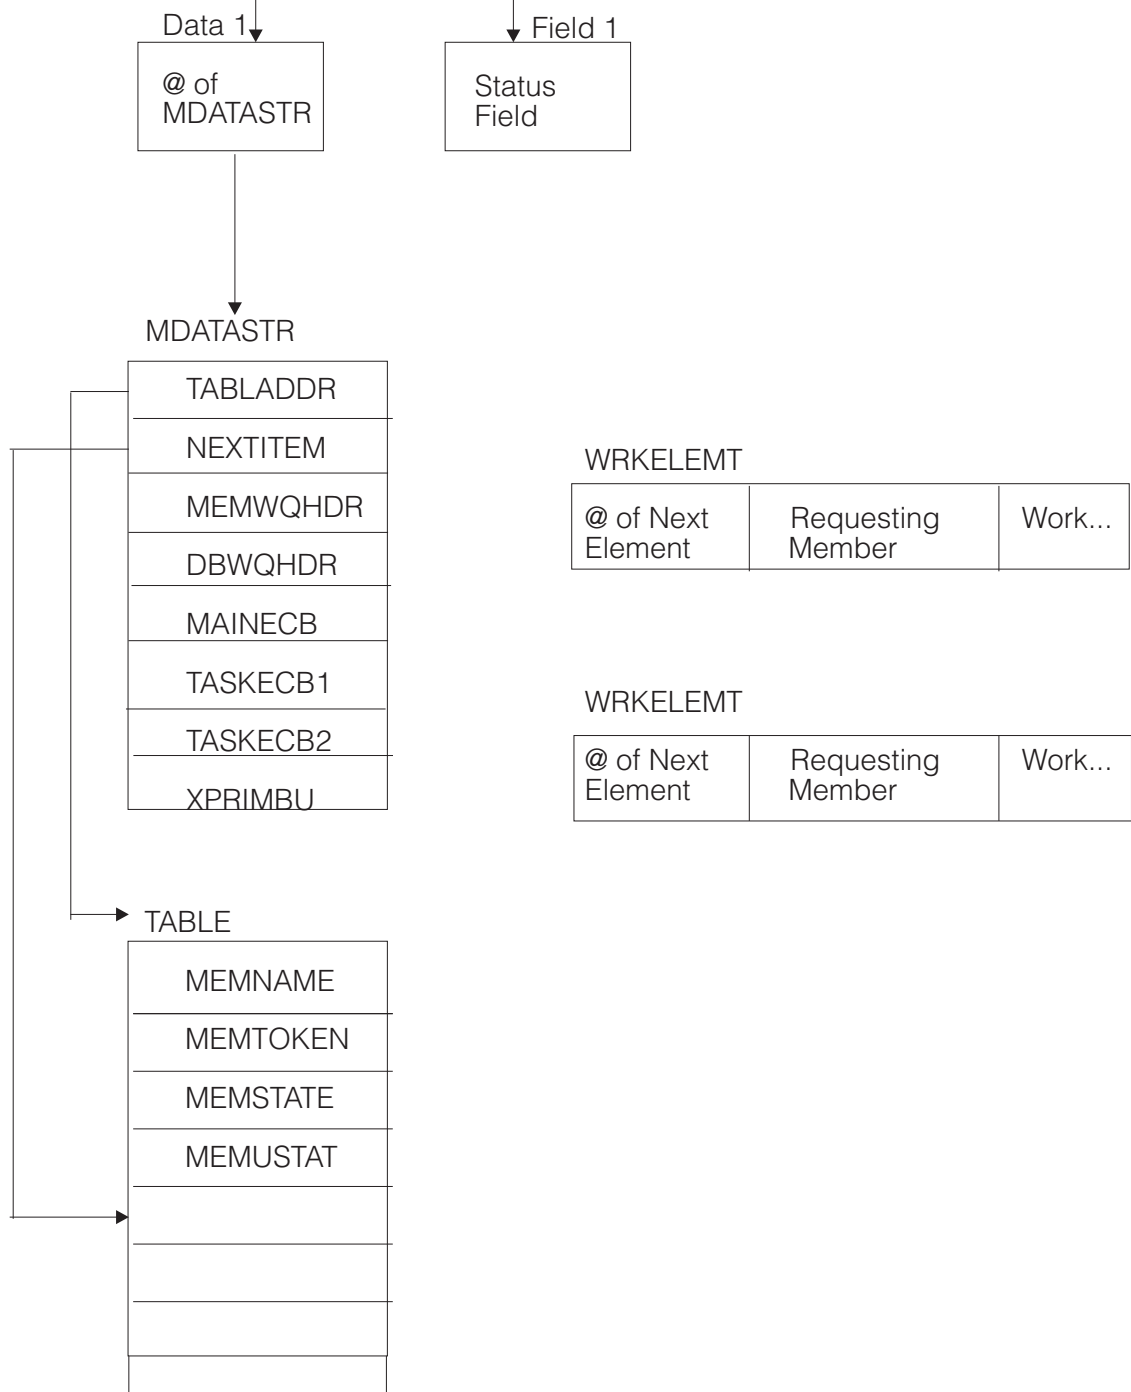 Data 1
Field 1
@ of
MDATASTR
Status
Field
MDATASTR
TABLADDR
NEXTITEM
MEMWQHDR
DBWQHDR
MAINECB
TASKECB1
TASKECB2
XPRIMBU
WRKELEMT
@ of Next
Element
Requesting
Member
Work...
WRKELEMT
@ of Next
Element
Requesting
Member
Work...
TABLE
MEMNAME
MEMTOKEN
MEMSTATE
MEMUSTAT